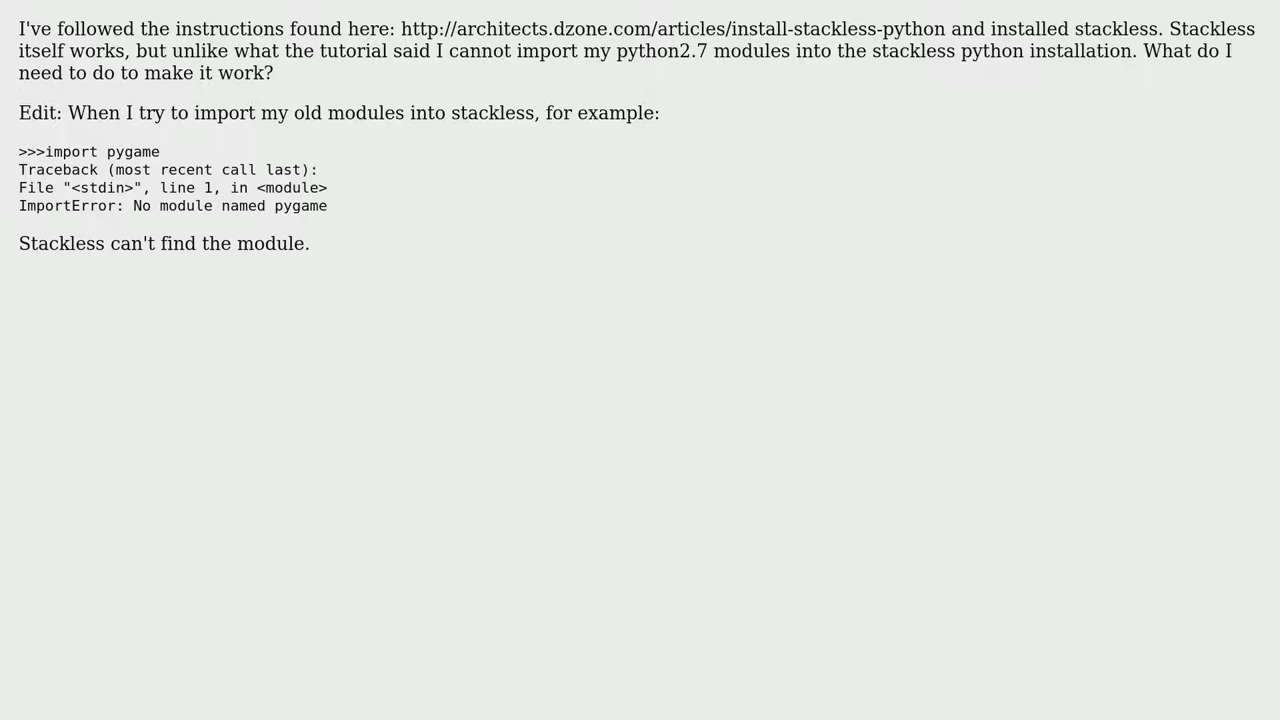 I've followed the instructions found here: http://architects.dzone.com/articles/install-stackless-python and installed stackless. Stackless
itself works, but unlike what the tutorial said I cannot import my python2.7 modules into the stackless python installation. What do I
need to do to make it work?
Edit: When I try to import my old modules into stackless, for example:
>>>import pygame
Traceback (most recent call last):
File "<stdin>", line 1, in <module>
ImportError: No module named pygame
Stackless can't find the module.